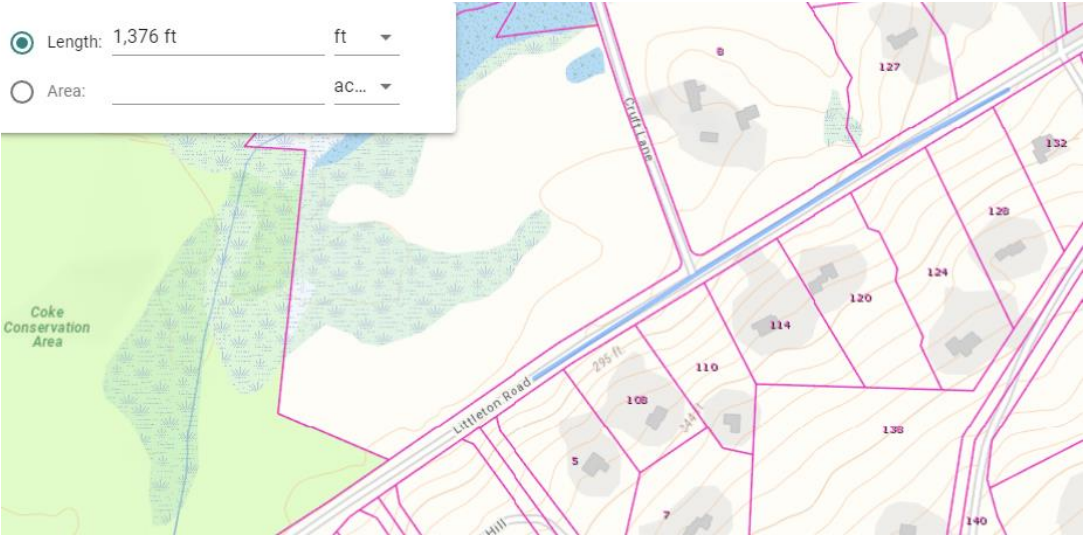 Length: 1,376 ft ft
Area: ac...
8
127
Cruft Lane
132
128
124
120
114
Coke
Conservation
Area
295 ft
110
Littleton Road
108
344 ft
138
5
7
Hill
140